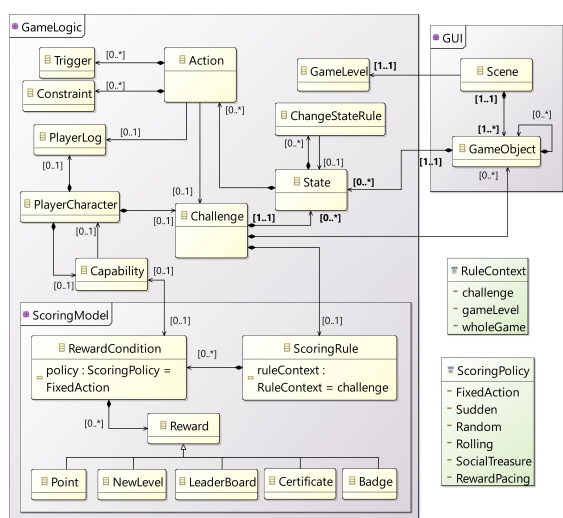 GameLogic
GUI
Trigger
[0..*]
Action
GameLevel
[1..1]
Scene
Constraint
[0..*]
[1..1]
[0..*]
ChangeStateRule
[0..*]
PlayerLog
[0..1]
[1..*]
GameObject
[0..*]
[0..1]
[1..1]
[0..1]
State
[0..*]
[0..*]
[0..1]
PlayerCharacter
[0..1]
Challenge
[1..1]
[0..*]
[0..1]
[0..1]
Capability
[0..1]
RuleContext
challenge
gameLevel
wholeGame
ScoringModel
[0..1]
[0..1]
RewardCondition
policy : ScoringPolicy =
FixedAction
[0..*]
ScoringRule
ruleContext :
RuleContext = challenge
ScoringPolicy
FixedAction
Sudden
Random
Rolling
SocialTreasure
RewardPacing
[0..*]
Reward
Point
NewLevel
LeaderBoard
Certificate
Badge